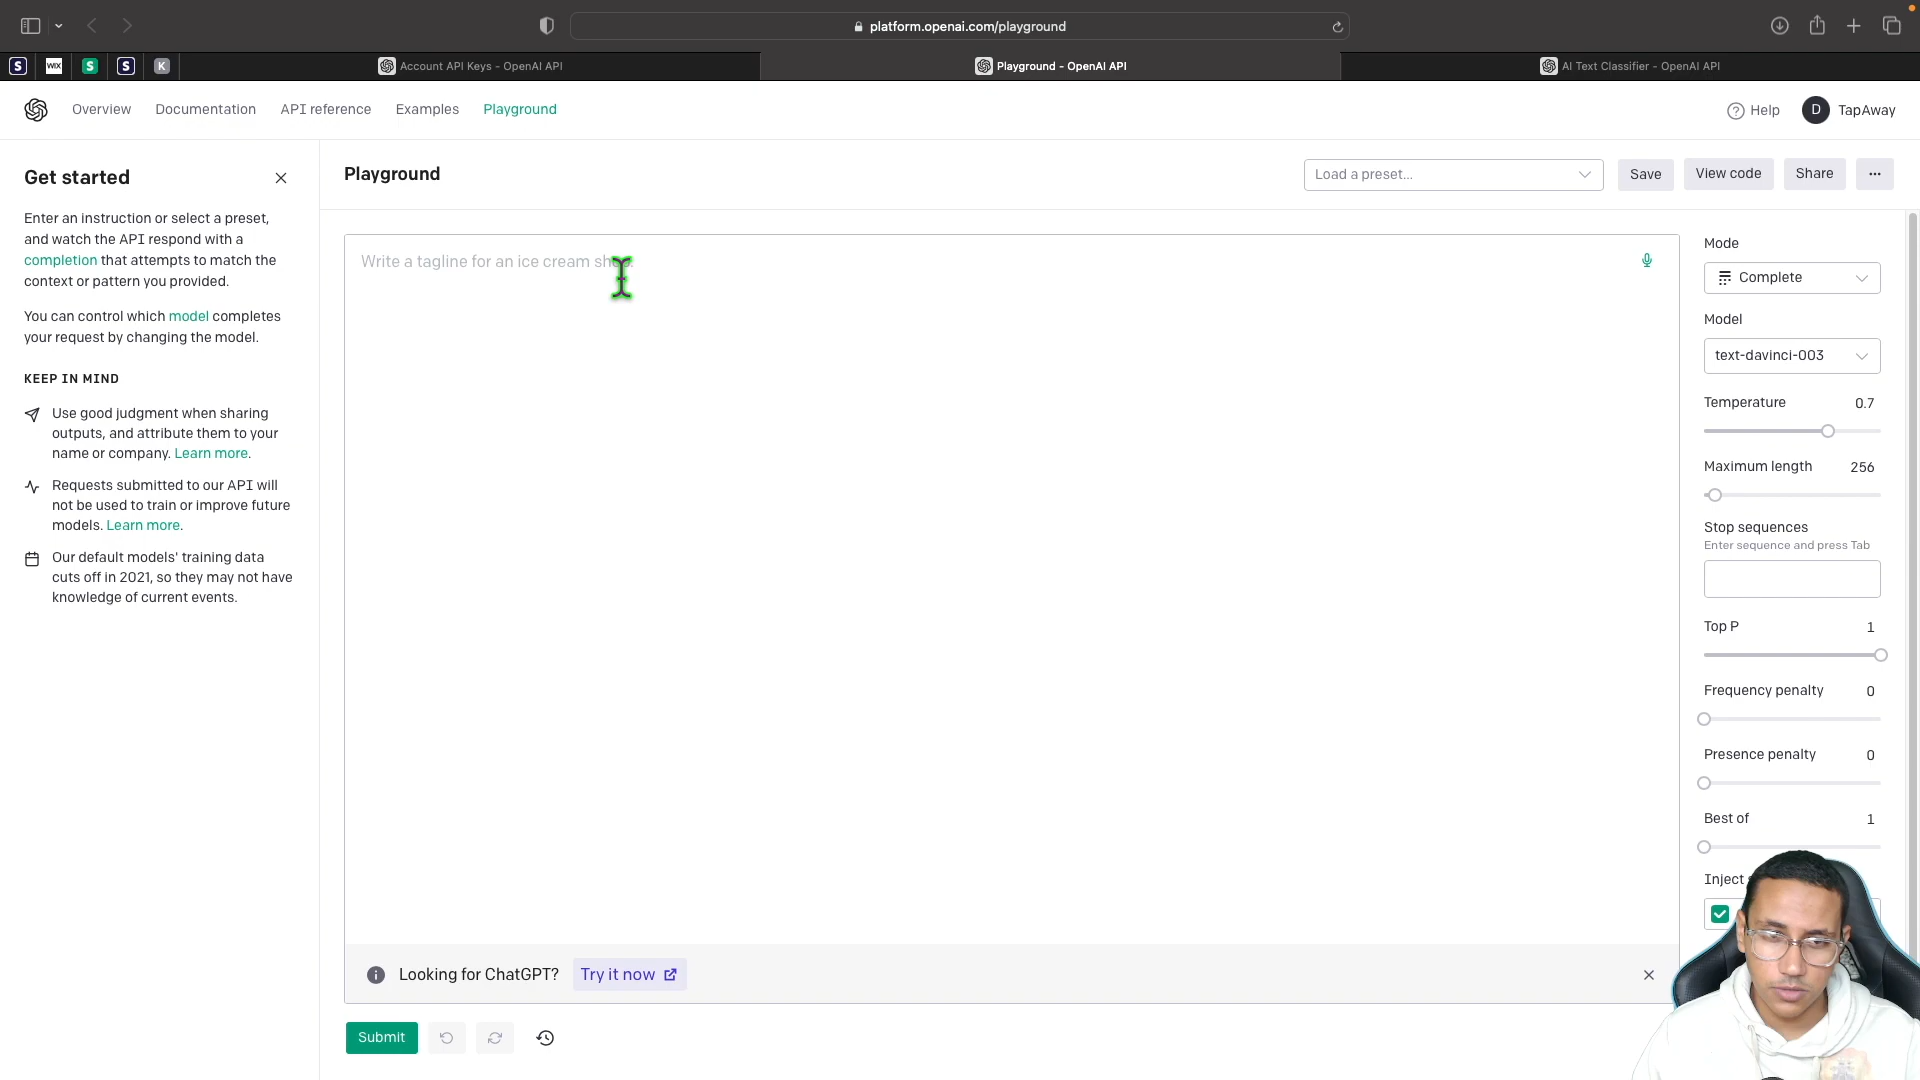 platform.openai.com/playground
S
WiX
S
S
K
Account API Keys - OpenAI API
Playground - OpenAI API
AI Text Classifier - OpenAI API
Overview
Documentation
API reference
Examples
Playground
Help
D
TapAway
Get started
Enter an instruction or select a preset,
and watch the API respond with a
completion that attempts to match the
context or pattern you provided.
You can control which model completes
your request by changing the model.
KEEP IN MIND
Use good judgment when sharing
outputs, and attribute them to your
name or company. Learn more.
Requests submitted to our API will
not be used to train or improve future
models. Learn more.
Our default models' training data
cuts off in 2021, so they may not have
knowledge of current events.
Playground
Load a preset...
Save
View code
Share
...
Write a tagline for an ice cream
Looking for ChatGPT?
Try it now
Submit
Mode
Complete
Model
text-davinci-003
Temperature 0.7
Maximum length 256
Stop sequences
Enter sequence and press Tab
Top P 1
Frequency penalty 0
Presence penalty 0
Best of 1
Inject